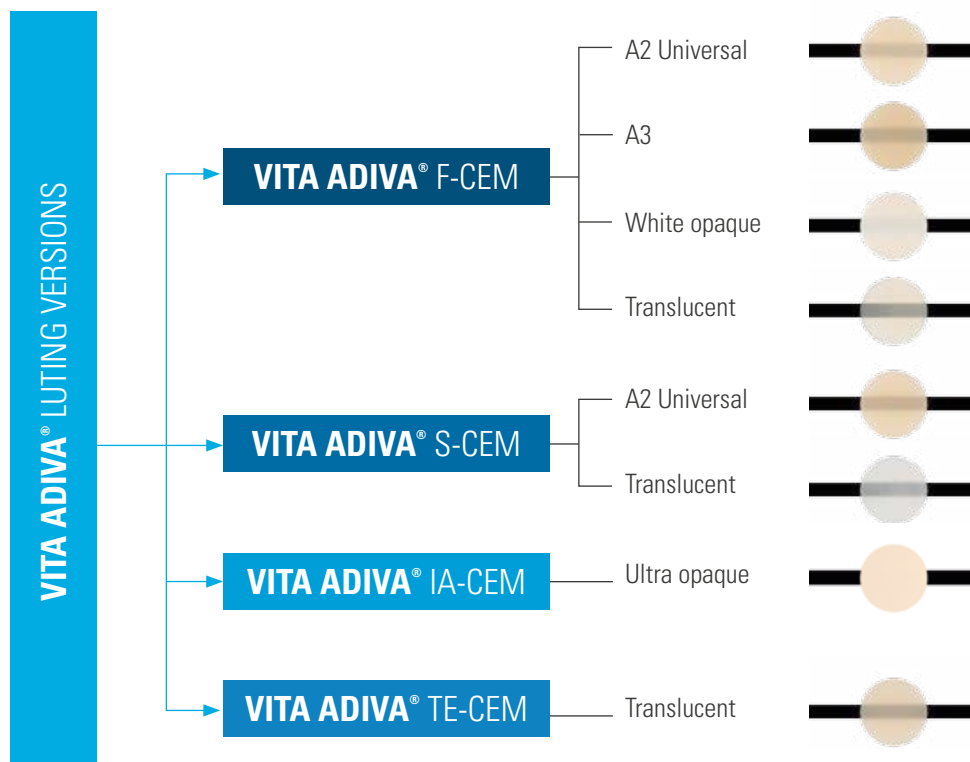 VITA ADIVA® LUTING VERSIONS
VITA ADIVA® F-CEM
A2 Universal
A3
White opaque
Translucent
VITA ADIVA® S-CEM
A2 Universal
Translucent
VITA ADIVA® IA-CEM
Ultra opaque
VITA ADIVA® TE-CEM
Translucent